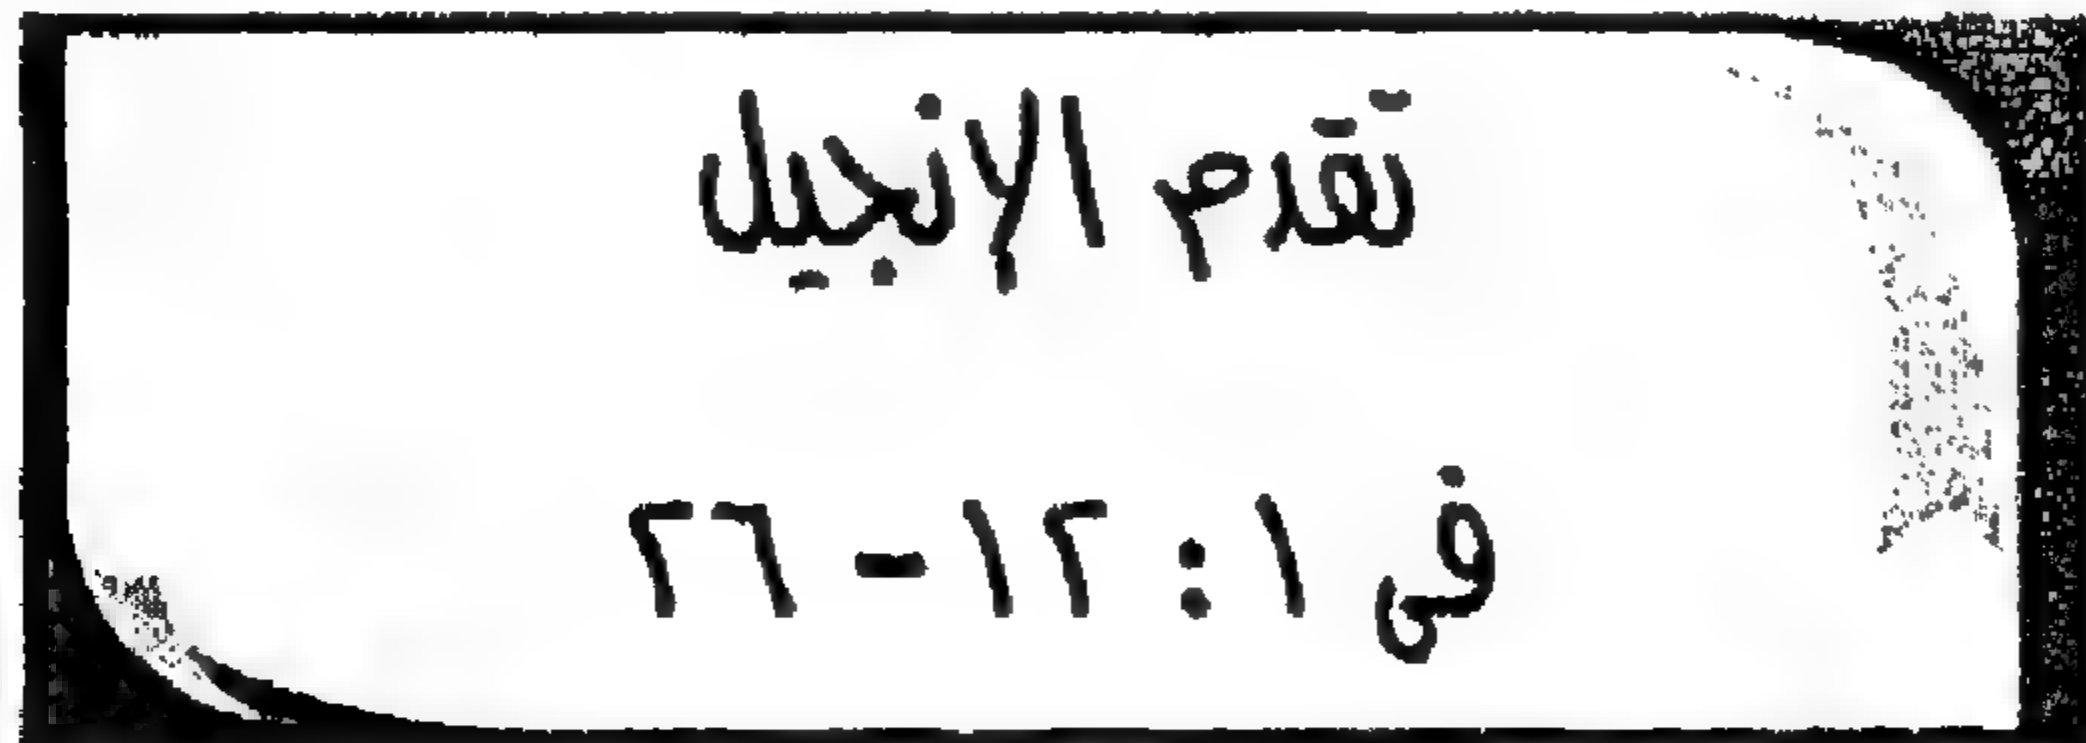 تقدم الإنجيل
فى ١ : ١٢ - ٢٦